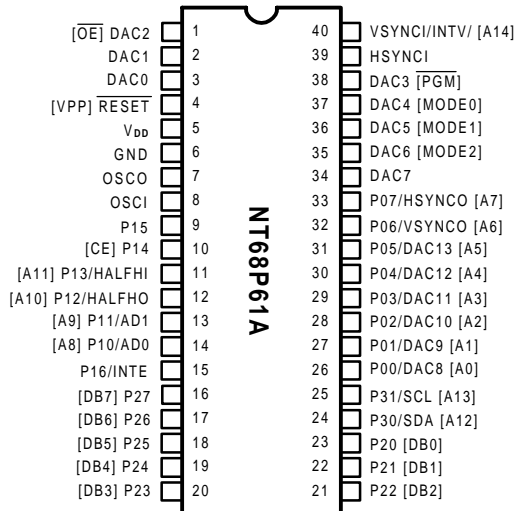 [OE] DAC2 1
DAC1 2
DAC0 3
[VPP] RESET 4
VDD 5
GND 6
OSCO 7
OSCI 8
P15 9
[CE] P14 10
[A11] P13/HALFHI 11
[A10] P12/HALFHO 12
[A9] P11/AD1 13
[A8] P10/AD0 14
P16/INTE 15
[DB7] P27 16
[DB6] P26 17
[DB5] P25 18
[DB4] P24 19
[DB3] P23 20
NT68P61A
40 VSYNCI/INTV/ [A14]
39 HSYNCI
38 DAC3 [PGM]
37 DAC4 [MODE0]
36 DAC5 [MODE1]
35 DAC6 [MODE2]
34 DAC7
33 P07/HSYNCO [A7]
32 P06/VSYNCO [A6]
31 P05/DAC13 [A5]
30 P04/DAC12 [A4]
29 P03/DAC11 [A3]
28 P02/DAC10 [A2]
27 P01/DAC9 [A1]
26 P00/DAC8 [A0]
25 P31/SCL [A13]
24 P30/SDA [A12]
23 P20 [DB0]
22 P21 [DB1]
21 P22 [DB2]